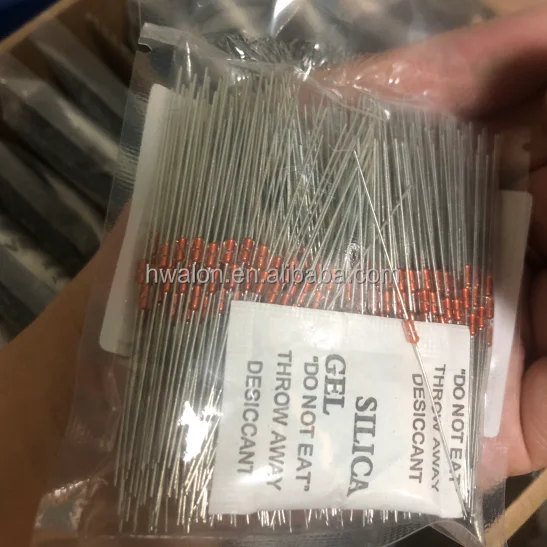 hwalon.en.alibaba.com
SILICA
GEL
"DO NOT EAT"
THROW AWAY
DESICCANT
"DO NOT EAT"
THROW AWAY
DESICCANT